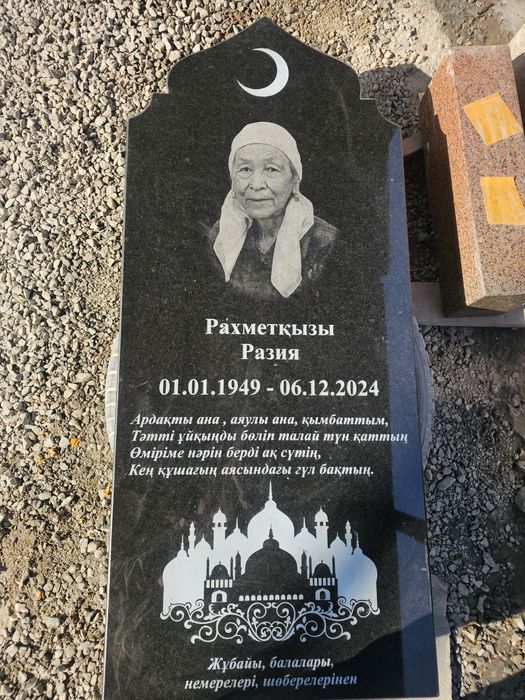 Рахметқызы
Разия
01.01.1949 - 06.12.2024
Ардақты ана , аяулы ана, қымбаттым,
Тәтті ұйқыңды бөліп талай түн қаттың
Өміріме нәрін берді ақ сүтің,
Кең құшағың аясындағы гүл бақтың.
Жұбайы, балалары,
немерелері, шөберелерінен